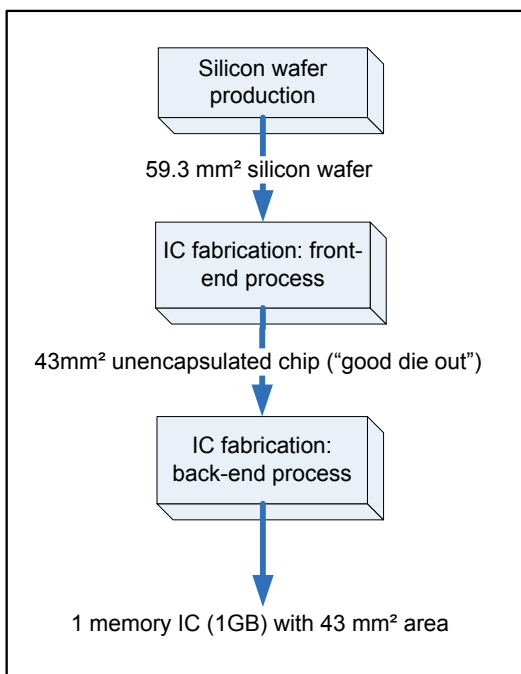 Silicon wafer
production
59.3 mm² silicon wafer
IC fabrication: front-
end process
43mm² unencapsulated chip (“good die out”)
IC fabrication:
back-end process
1 memory IC (1GB) with 43 mm² area